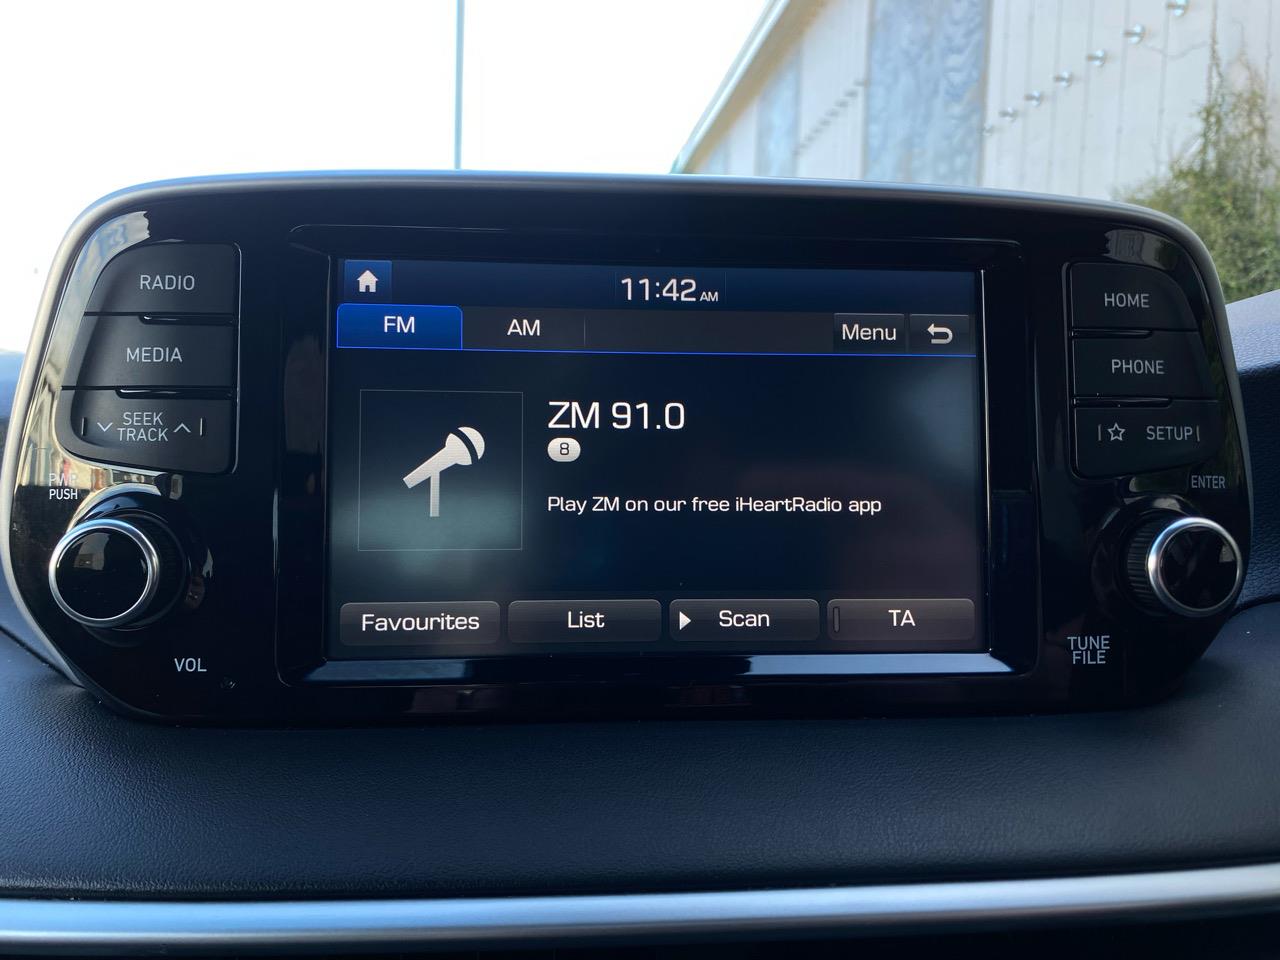 11:42 AM
FM
AM
Menu
ZM 91.0
8
Play ZM on our free iHeartRadio app
Favourites
List
Scan
TA
RADIO
MEDIA
SEEK
TRACK
PWR
PUSH
VOL
HOME
PHONE
SETUP
ENTER
TUNE
FILE